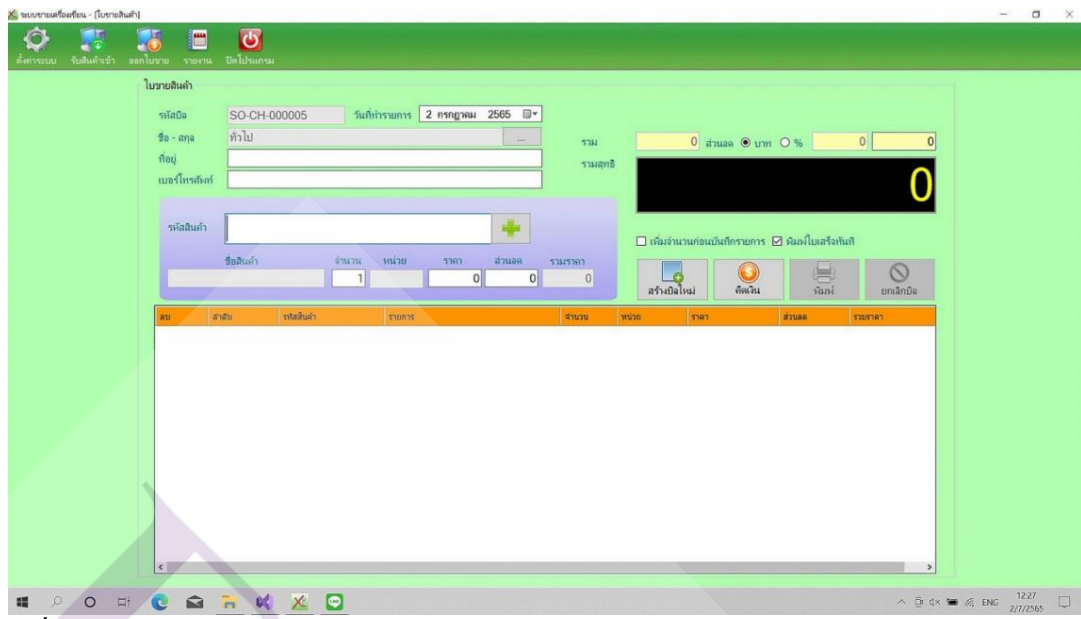 ระบบขายเครื่องเขียน - [ใบขายสินค้า]
ตั้งค่าระบบ รับสินค้าเข้า ออกใบขาย รายงาน ปิดโปรแกรม
ใบขายสินค้า
รหัสบิล SO-CH-000005 วันที่ทำรายการ 2 กรกฎาคม 2565
ชื่อ - สกุล ทั่วไป ...
รวม 0 ส่วนลด บาท % 0 0
ที่อยู่
รวมสุทธิ 0
เบอร์โทรศัพท์
รหัสสินค้า
เพิ่มจำนวนก่อนบันทึกรายการ พิมพ์ใบเสร็จทันที
ชื่อสินค้า จำนวน หน่วย ราคา ส่วนลด รวมราคา
1 0 0 0
สร้างบิลใหม่ คิดเงิน พิมพ์ ยกเลิกบิล
ลบ ลำดับ รหัสสินค้า รายการ จำนวน หน่วย ราคา ส่วนลด รวมราคา
ENG 12:27
2/7/2565